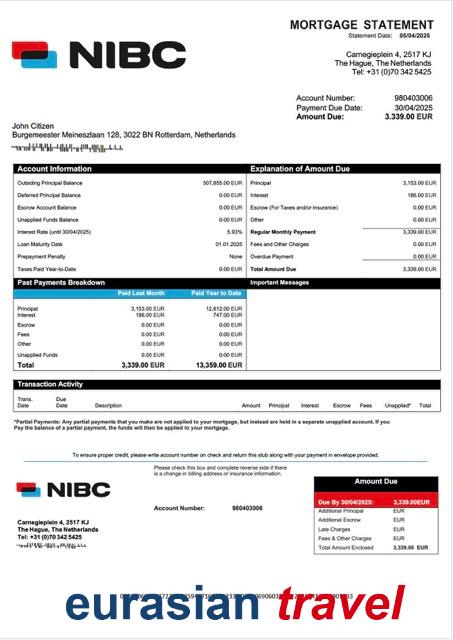 MORTGAGE STATEMENT
Statement Date: 05/04/2025
NIBC
Carnegieplein 4, 2517 KJ
The Hague, The Netherlands
Tel: +31 (0)70 342 5425
Account Number: 980403006
Payment Due Date: 30/04/2025
Amount Due: 3.339.00 EUR
John Citizen
Burgemeester Meineszlaan 128, 3022 BN Rotterdam, Netherlands
Account Information
Outsiding Principal Balance 507,855.00 EUR
Deferred Principal Balance 0.00 EUR
Escrow Account Balance 0.00 EUR
Unapplied Funds Balance 0.00 EUR
Interest Rate (until 30/04/2025) 5.93%
Loan Maturity Date 01.01.2025
Prepayment Penalty None
Taxes Paid Year-to-Date 0.00 EUR
Explanation of Amount Due
Principal 3,153.00 EUR
Interest 186.00 EUR
Escrow (For Taxes and/or insurance) 0.00 EUR
Other 0.00 EUR
Regular Monthly Payment 3,339.00 EUR
Fees and Other Charges 0.00 EUR
Overdue Payment 0.00 EUR
Total Amount Due 3,339.00 EUR
Past Payments Breakdown
Paid Last Month Paid Year to Date
Principal 3,153.00 EUR 12,612.00 EUR
Interest 186.00 EUR 747.00 EUR
Escrow 0.00 EUR 0.00 EUR
Fees 0.00 EUR 0.00 EUR
Other 0.00 EUR 0.00 EUR
Unapplied Funds 0.00 EUR 0.00 EUR
Total 3,339.00 EUR 13,359.00 EUR
Important Messages
Transaction Activity
Trans. Date Due Date Description Amount Principal Interest Escrow Fees Unapplied* Total
*Partial Payments: Any partial payments that you make are not applied to your mortgage, but instead are held in a separate unapplied account. If you
Pay the balance of a partial payment, the funds will then be applied to your mortgage.
To ensure proper credit, please write account number on check and return this stub along with your payment in envelope provided.
Please check this box and complete reverse side if there
is a change in billing address or insurance information.
NIBC
Account Number: 980403006
Carnegieplein 4, 2517 KJ
The Hague, The Netherlands
Tel: +31 (0)70 342 5425
Amount Due
Due By 30/04/2025: 3,339.00EUR
Additional Principal EUR
Additional Escrow EUR
Late Charges EUR
Fees & Other Charges EUR
Total Amount Enclosed 3,339.00 EUR
eurasian travel